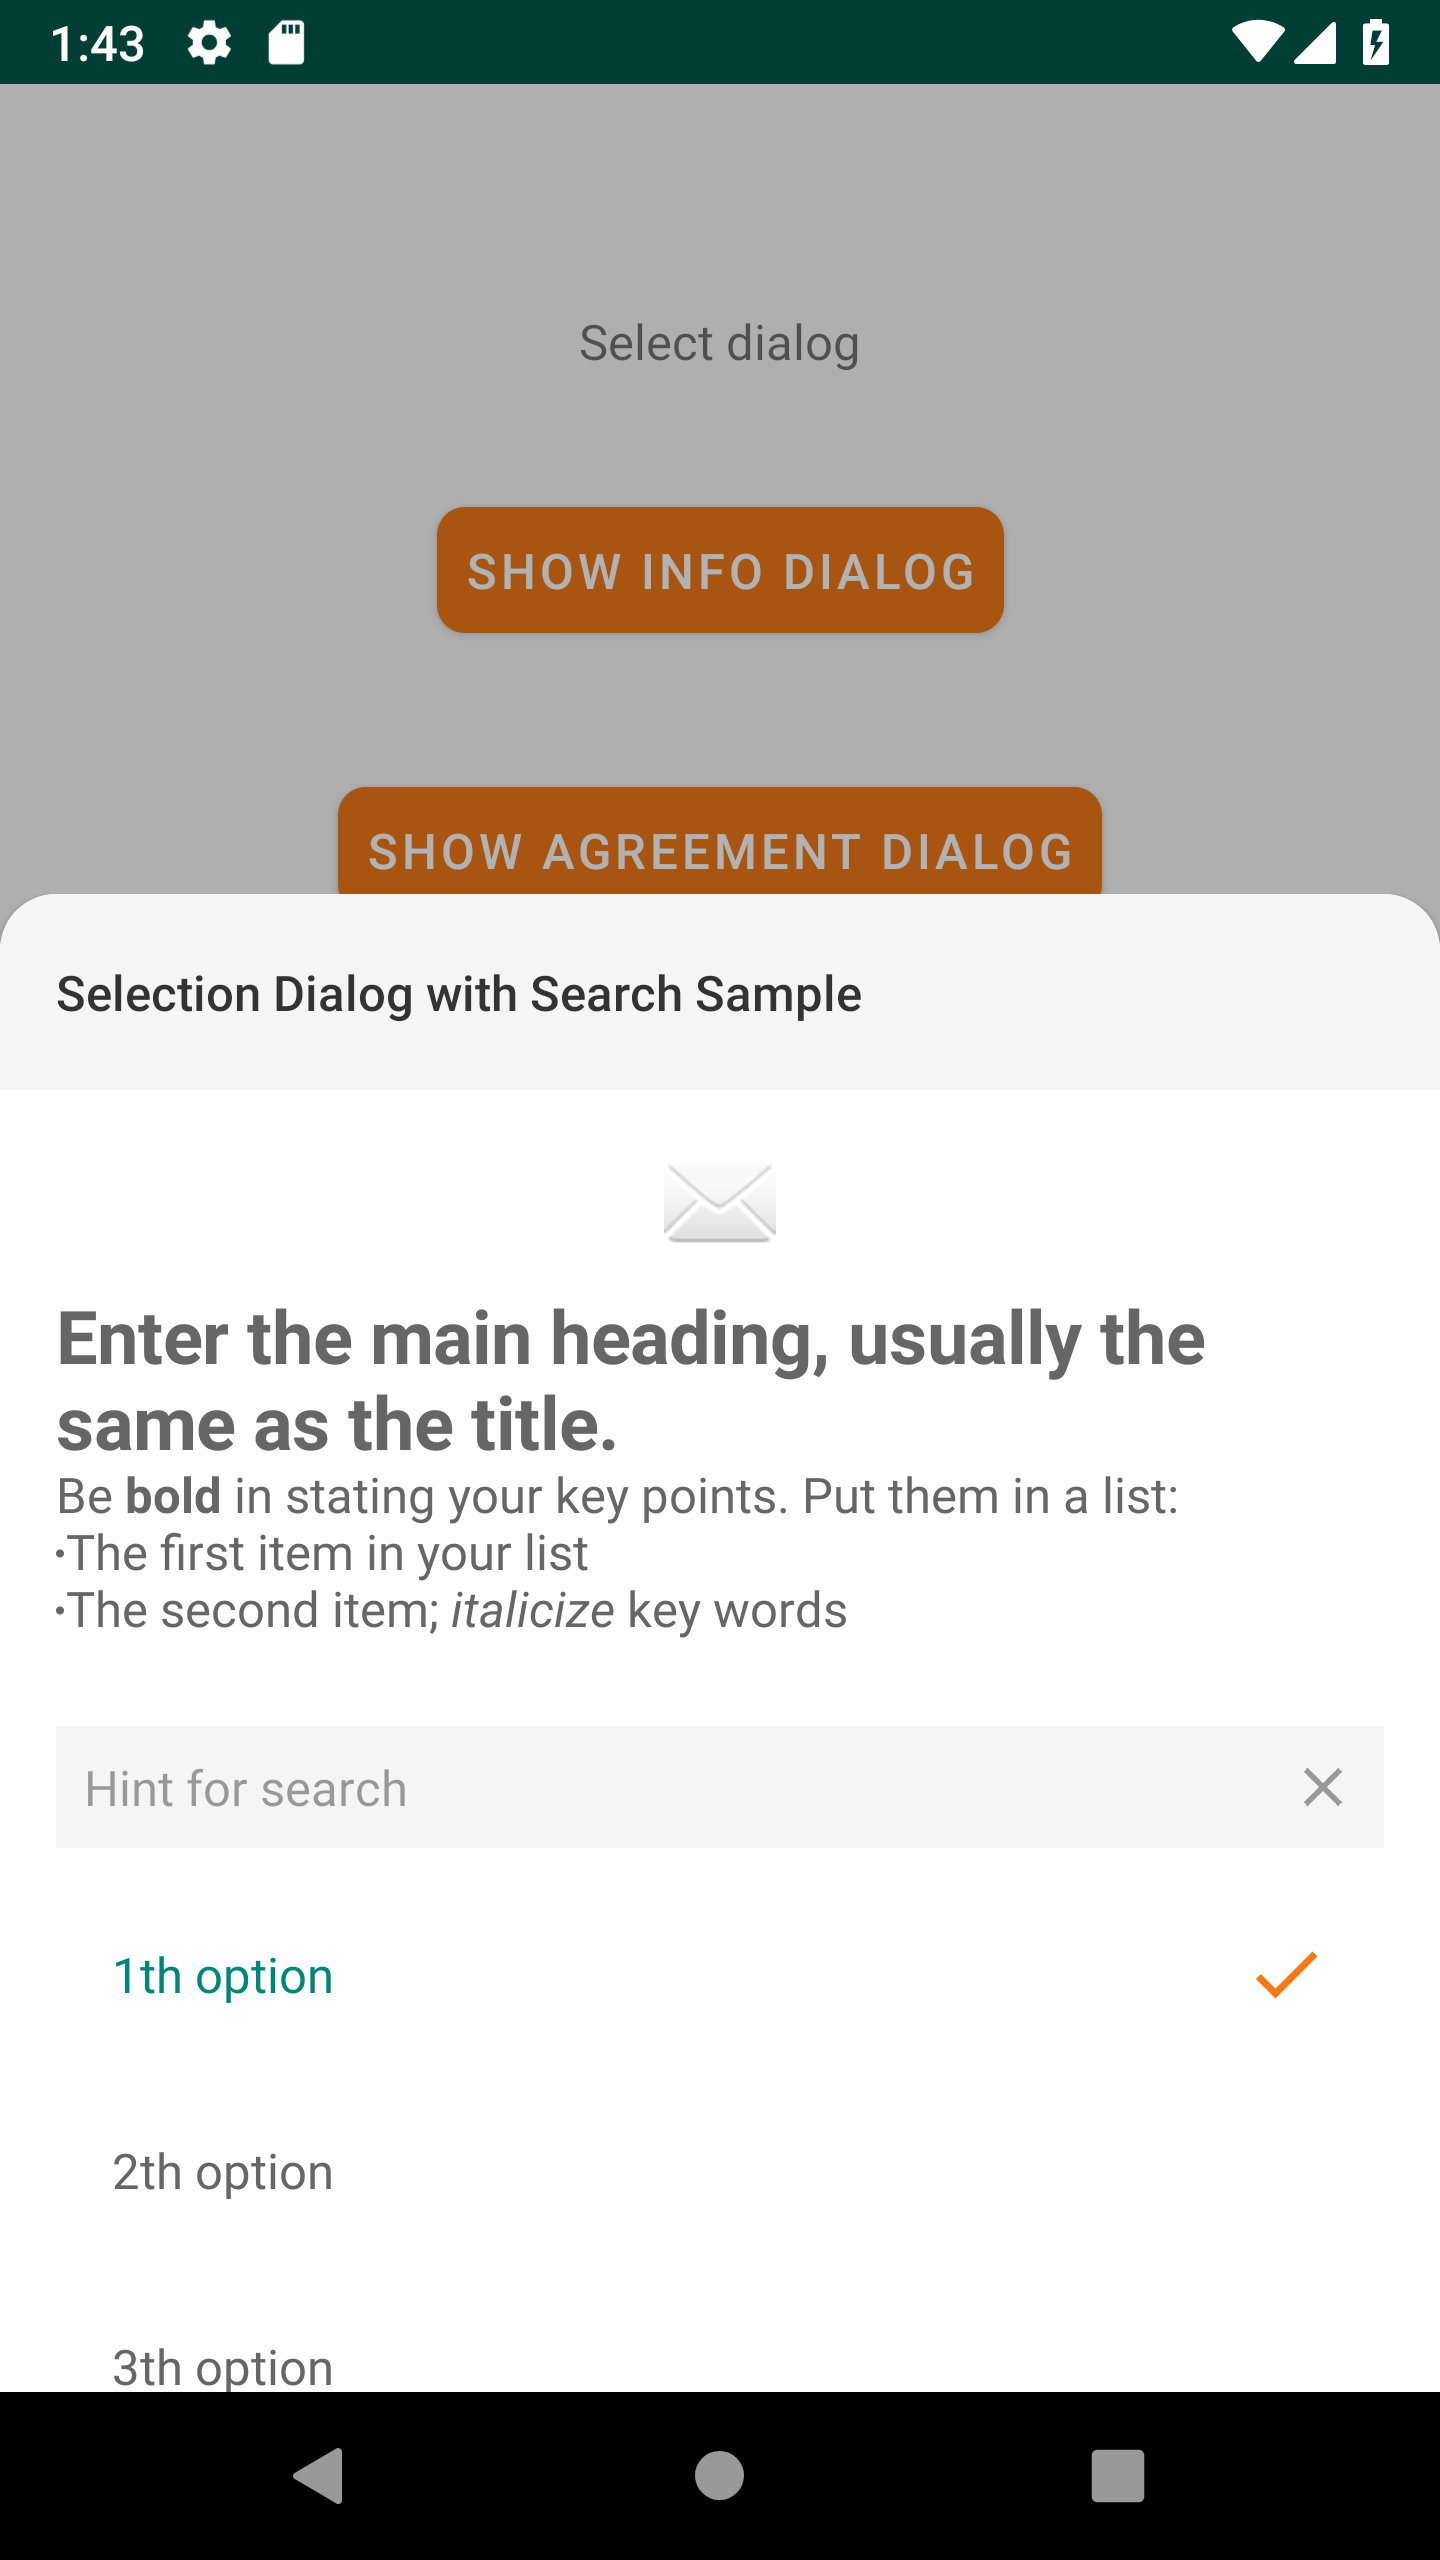 1:43
Select dialog
SHOW INFO DIALOG
SHOW AGREEMENT DIALOG
Selection Dialog with Search Sample
Enter the main heading, usually the
same as the title.
Be bold in stating your key points. Put them in a list:
•The first item in your list
•The second item; italicize key words
Hint for search
1th option
2th option
3th option